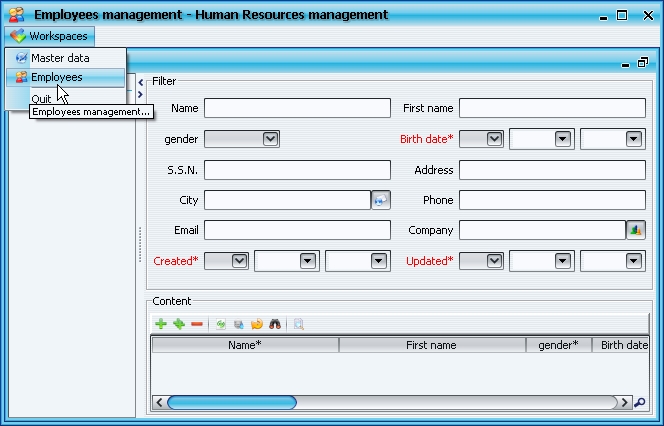 Employees management - Human Resources management
Workspaces
Master data
Employees
Quit
Employees management...
Filter
Name
First name
gender
Birth date*
S.S.N.
Address
City
Phone
Email
Company
Created*
Updated*
Content
Name* First name gender* Birth date